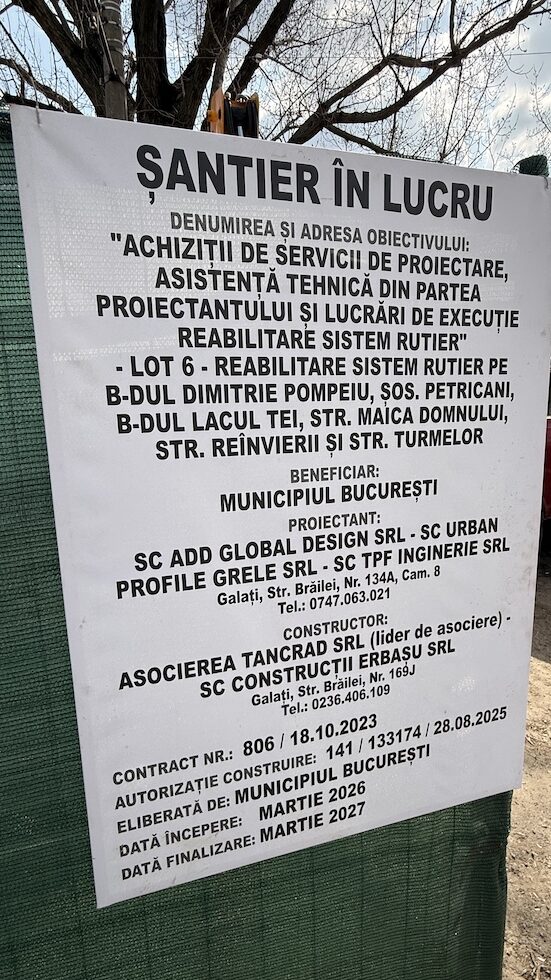 ȘANTIER ÎN LUCRU
DENUMIREA ȘI ADRESA OBIECTIVULUI:
"ACHIZIȚII DE SERVICII DE PROIECTARE,
ASISTENȚĂ TEHNICĂ DIN PARTEA
PROIECTANTULUI ȘI LUCRĂRI DE EXECUȚIE
REABILITARE SISTEM RUTIER"
- LOT 6 - REABILITARE SISTEM RUTIER PE
B-DUL DIMITRIE POMPEIU, ȘOS. PETRICANI,
B-DUL LACUL TEI, STR. MAICA DOMNULUI,
STR. REÎNVIERII ȘI STR. TURMELOR
BENEFICIAR:
MUNICIPIUL BUCUREȘTI
PROIECTANT:
SC ADD GLOBAL DESIGN SRL - SC URBAN
PROFILE GRELE SRL - SC TPF INGINERIE SRL
Galați, Str. Brăilei, Nr. 134A, Cam. 8
Tel.: 0747.063.021
CONSTRUCTOR:
ASOCIEREA TANCRAD SRL (lider de asociere) -
SC CONSTRUCȚII ERBAȘU SRL
Galați, Str. Brăilei, Nr. 169J
Tel.: 0236.406.109
CONTRACT NR.: 806 / 18.10.2023
AUTORIZAȚIE CONSTRUIRE: 141 / 133174 / 28.08.2025
ELIBERATĂ DE: MUNICIPIUL BUCUREȘTI
DATĂ ÎNCEPERE: MARTIE 2026
DATĂ FINALIZARE: MARTIE 2027